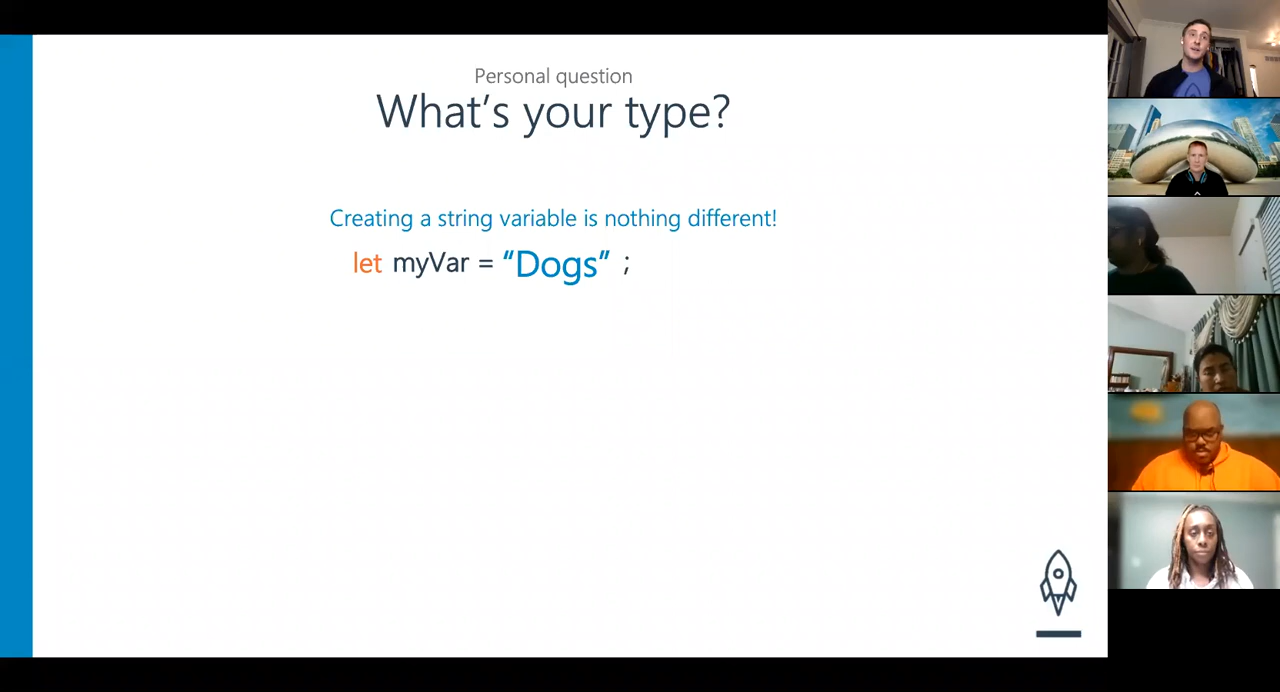 Personal question
What's your type?
Creating a string variable is nothing different!
let myVar = “Dogs” ;